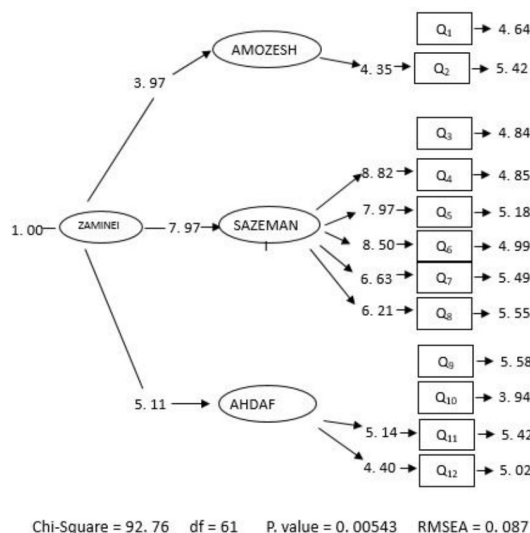 Q₁ 4. 64
AMOZESH
4. 35 Q₂ 5. 42
3. 97
Q₃ 4. 84
8. 82 Q₄ 4. 85
7. 97 Q₅ 5. 18
1. 00 ZAMINEI 7. 97 SAZEMAN
8. 50 Q₆ 4. 99
6. 63 Q₇ 5. 49
6. 21 Q₈ 5. 55
Q₉ 5. 58
Q₁₀ 3. 94
5. 11 AHDAF
5. 14 Q₁₁ 5. 42
4. 40 Q₁₂ 5. 02
Chi-Square = 92. 76 df = 61 P. value = 0. 00543 RMSEA = 0. 087